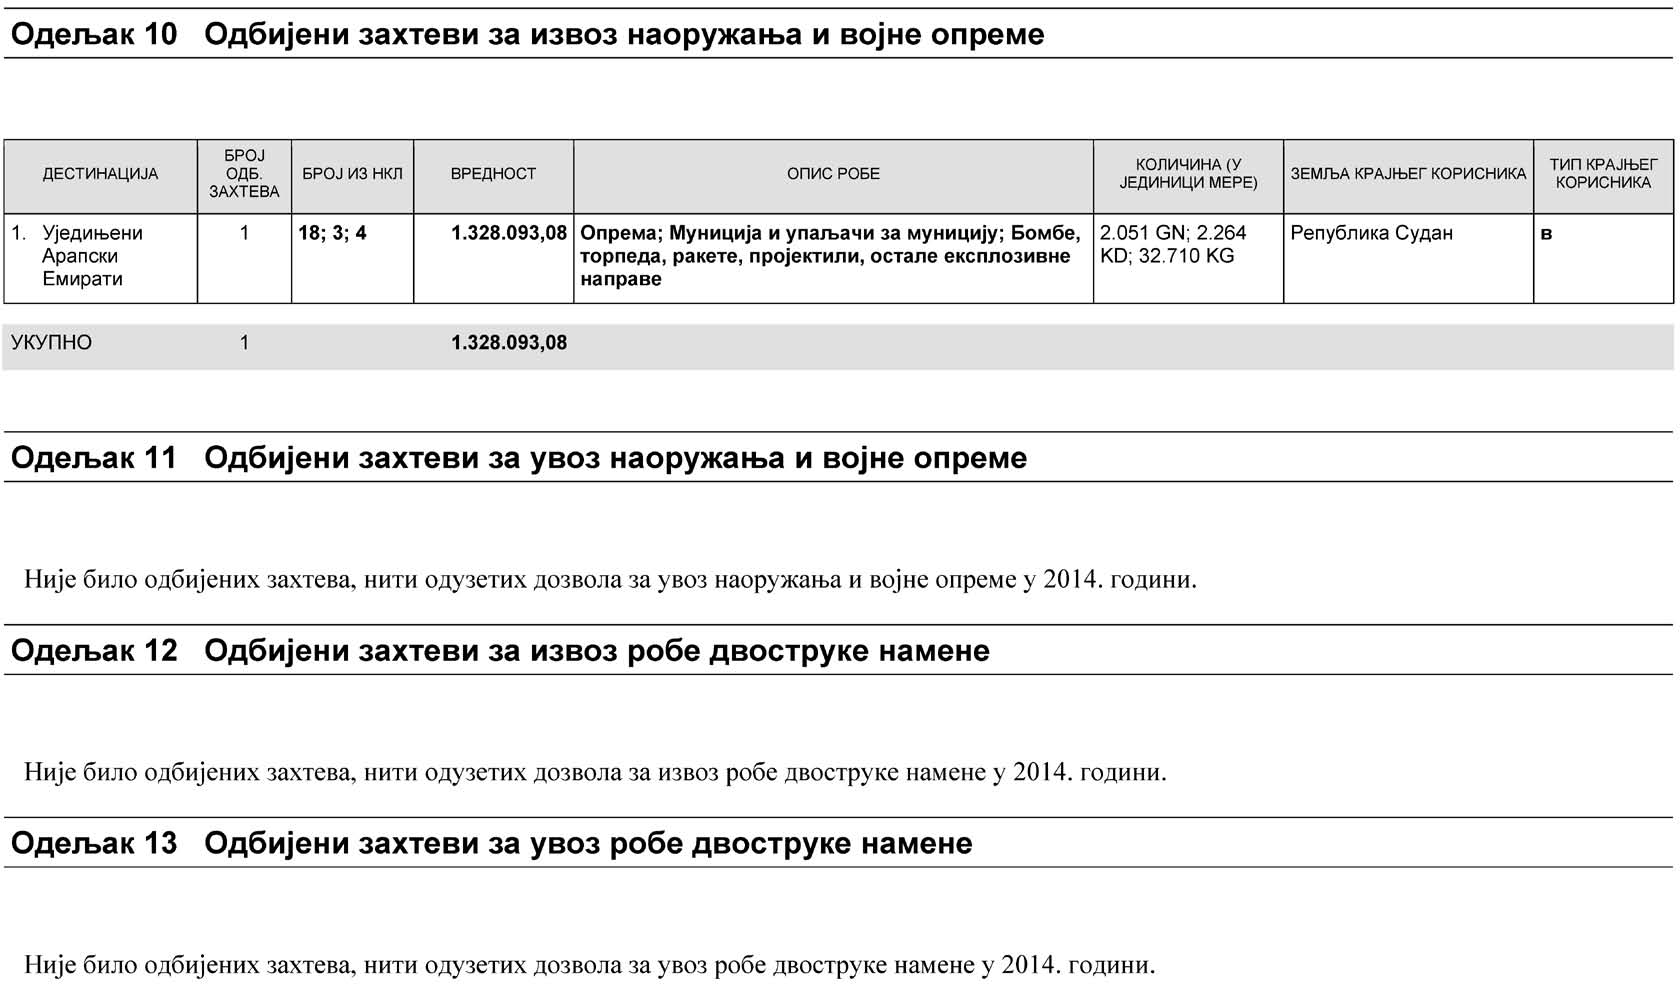 Одељак 10 Одбијени захтеви за извоз наоружања и војне опреме
ДЕСТИНАЦИЈА
БРОЈ
ОДБ.
ЗАХТЕВА
БРОЈ ИЗ НКЛ
ВРЕДНОСТ
ОПИС РОБЕ
КОЛИЧИНА (У
ЈЕДИНИЦИ МЕРЕ)
ЗЕМЉА КРАЈЊЕГ КОРИСНИКА
ТИП КРАЈЊЕГ
КОРИСНИКА
1. Уједињени
Арапски
Емирати
1
18; 3; 4
1.328.093,08
Опрема; Муниција и упаљачи за муницију; Бомбе,
торпеда, ракете, пројектили, остале експлозивне
направе
2.051 GN; 2.264
KD; 32.710 KG
Република Судан
в
УКУПНО 1 1.328.093,08
Одељак 11 Одбијени захтеви за увоз наоружања и војне опреме
Није било одбијених захтева, нити одузетих дозвола за увоз наоружања и војне опреме у 2014. години.
Одељак 12 Одбијени захтеви за извоз робе двоструке намене
Није било одбијених захтева, нити одузетих дозвола за извоз робе двоструке намене у 2014. години.
Одељак 13 Одбијени захтеви за увоз робе двоструке намене
Није било одбијених захтева, нити одузетих дозвола за увоз робе двоструке намене у 2014. години.